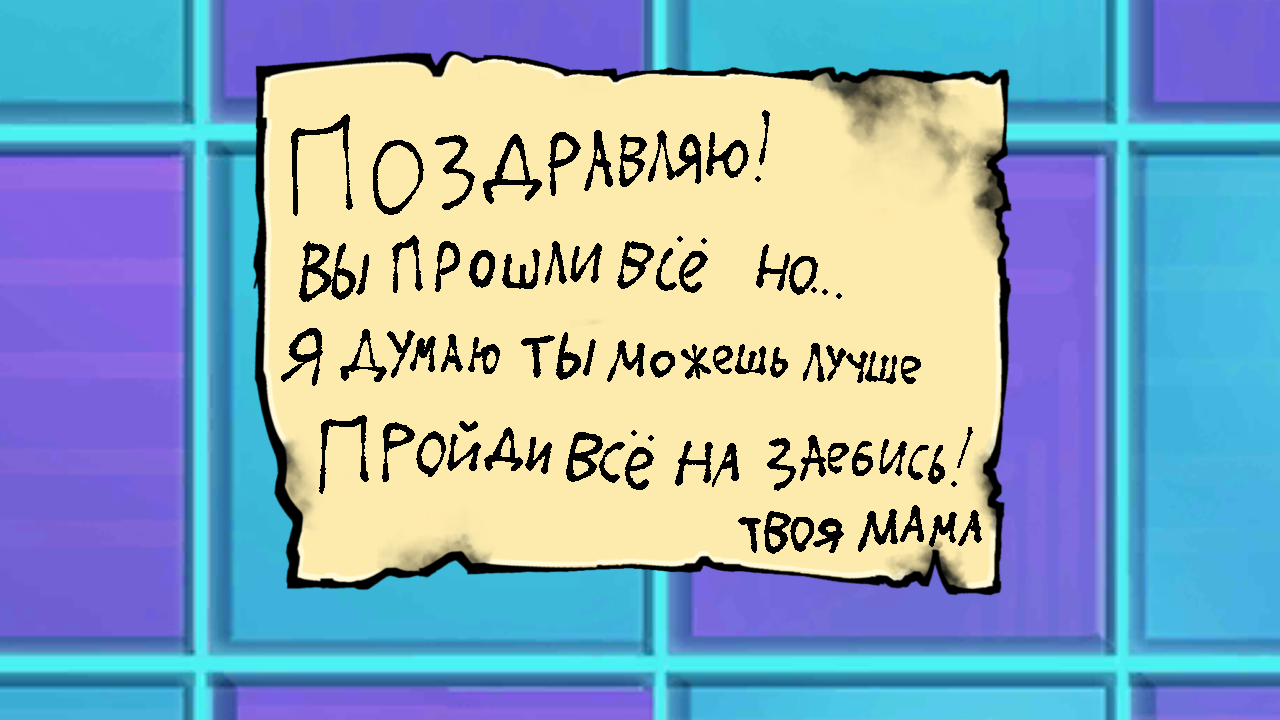 Поздравляю!
Вы прошли всё но...
Я думаю ты можешь лучше
Пройди всё на заебись!
твоя мама